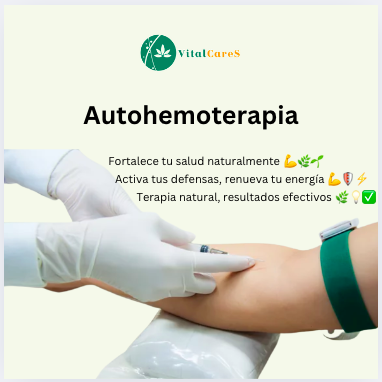 VitalCareS
Autohemoterapia
Fortalece tu salud naturalmente 💪🌿🌱
Activa tus defensas, renueva tu energía 💪🛡️⚡
Terapia natural, resultados efectivos 🌿💡✅